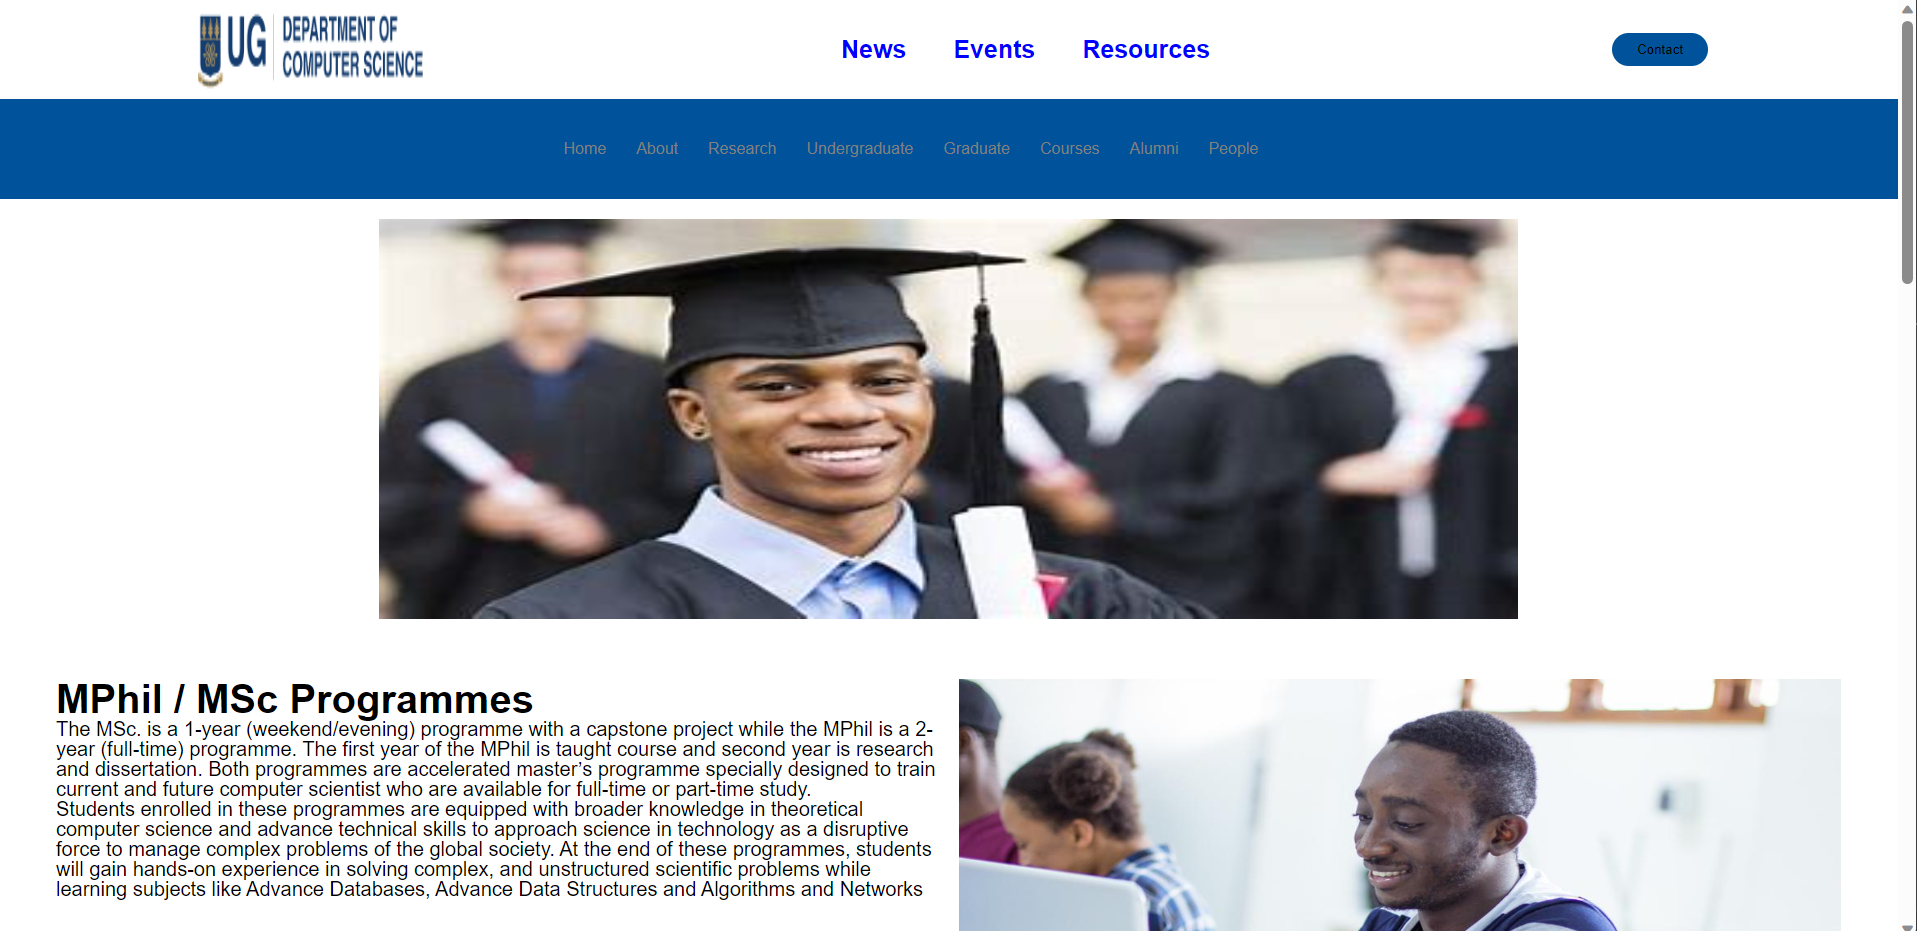 UG DEPARTMENT OF
COMPUTER SCIENCE
News Events Resources
Contact
Home About Research Undergraduate Graduate Courses Alumni People
MPhil / MSc Programmes
The MSc. is a 1-year (weekend/evening) programme with a capstone project while the MPhil is a 2-
year (full-time) programme. The first year of the MPhil is taught course and second year is research
and dissertation. Both programmes are accelerated master’s programme specially designed to train
current and future computer scientist who are available for full-time or part-time study.
Students enrolled in these programmes are equipped with broader knowledge in theoretical
computer science and advance technical skills to approach science in technology as a disruptive
force to manage complex problems of the global society. At the end of these programmes, students
will gain hands-on experience in solving complex, and unstructured scientific problems while
learning subjects like Advance Databases, Advance Data Structures and Algorithms and Networks